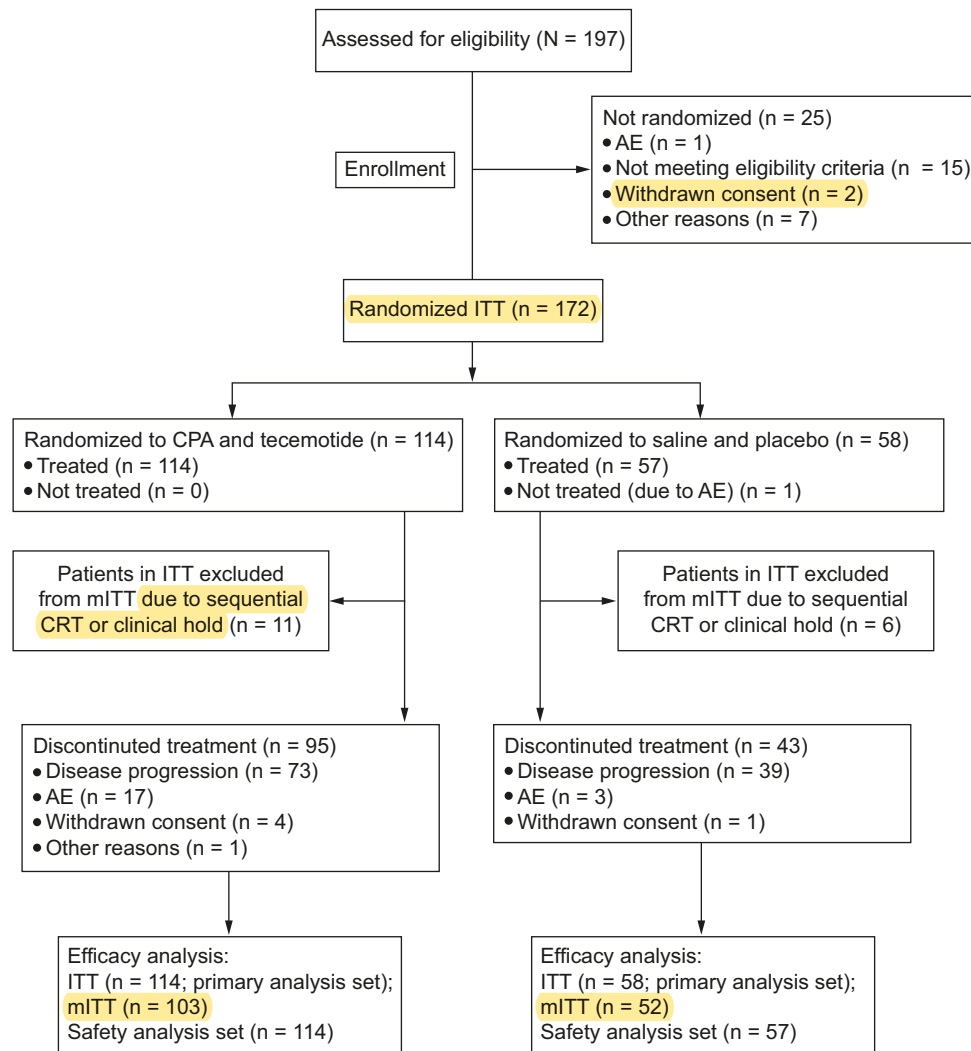 Assessed for eligibility (N = 197)
Not randomized (n = 25)
• AE (n = 1)
• Not meeting eligibility criteria (n = 15)
• Withdrawn consent (n = 2)
• Other reasons (n = 7)
Enrollment
Randomized ITT (n = 172)
Randomized to CPA and tecemotide (n = 114)
• Treated (n = 114)
• Not treated (n = 0)
Randomized to saline and placebo (n = 58)
• Treated (n = 57)
• Not treated (due to AE) (n = 1)
Patients in ITT excluded
from mITT due to sequential
CRT or clinical hold (n = 11)
Patients in ITT excluded
from mITT due to sequential
CRT or clinical hold (n = 6)
Discontinuted treatment (n = 95)
• Disease progression (n = 73)
• AE (n = 17)
• Withdrawn consent (n = 4)
• Other reasons (n = 1)
Discontinuted treatment (n = 43)
• Disease progression (n = 39)
• AE (n = 3)
• Withdrawn consent (n = 1)
Efficacy analysis:
ITT (n = 114; primary analysis set);
mITT (n = 103)
Safety analysis set (n = 114)
Efficacy analysis:
ITT (n = 58; primary analysis set);
mITT (n = 52)
Safety analysis set (n = 57)